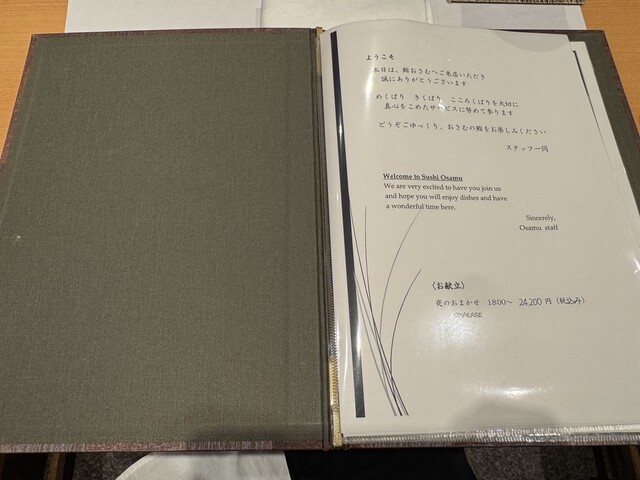 ようこそ
本日は、鮨おさむへご来店いただき
誠にありがとうございます
めくばり　きくばり　こころくばりを大切に
真心をこめたサービスに努めて参ります
どうぞごゆっくり、おさむの鮨をお楽しみください
スタッフ一同
Welcome to Sushi Osamu
We are very excited to have you join us
and hope you will enjoy dishes and have
a wonderful time here.
Sincerely,
Osamu staff
〈お献立〉
夜のおまかせ　1800～　24,200 円（税込み）
OMAKASE